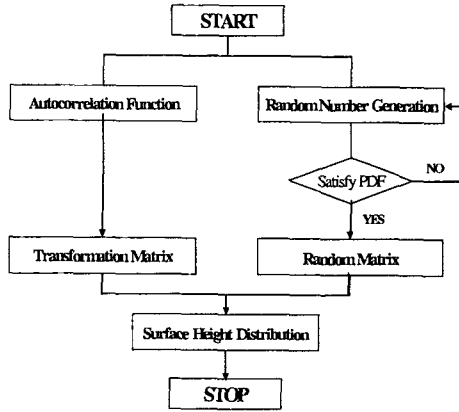 START
Autocorrelation Function
Random Number Generation
Satisfy PDF
NO
YES
Transformation Matrix
Random Matrix
Surface Height Distribution
STOP